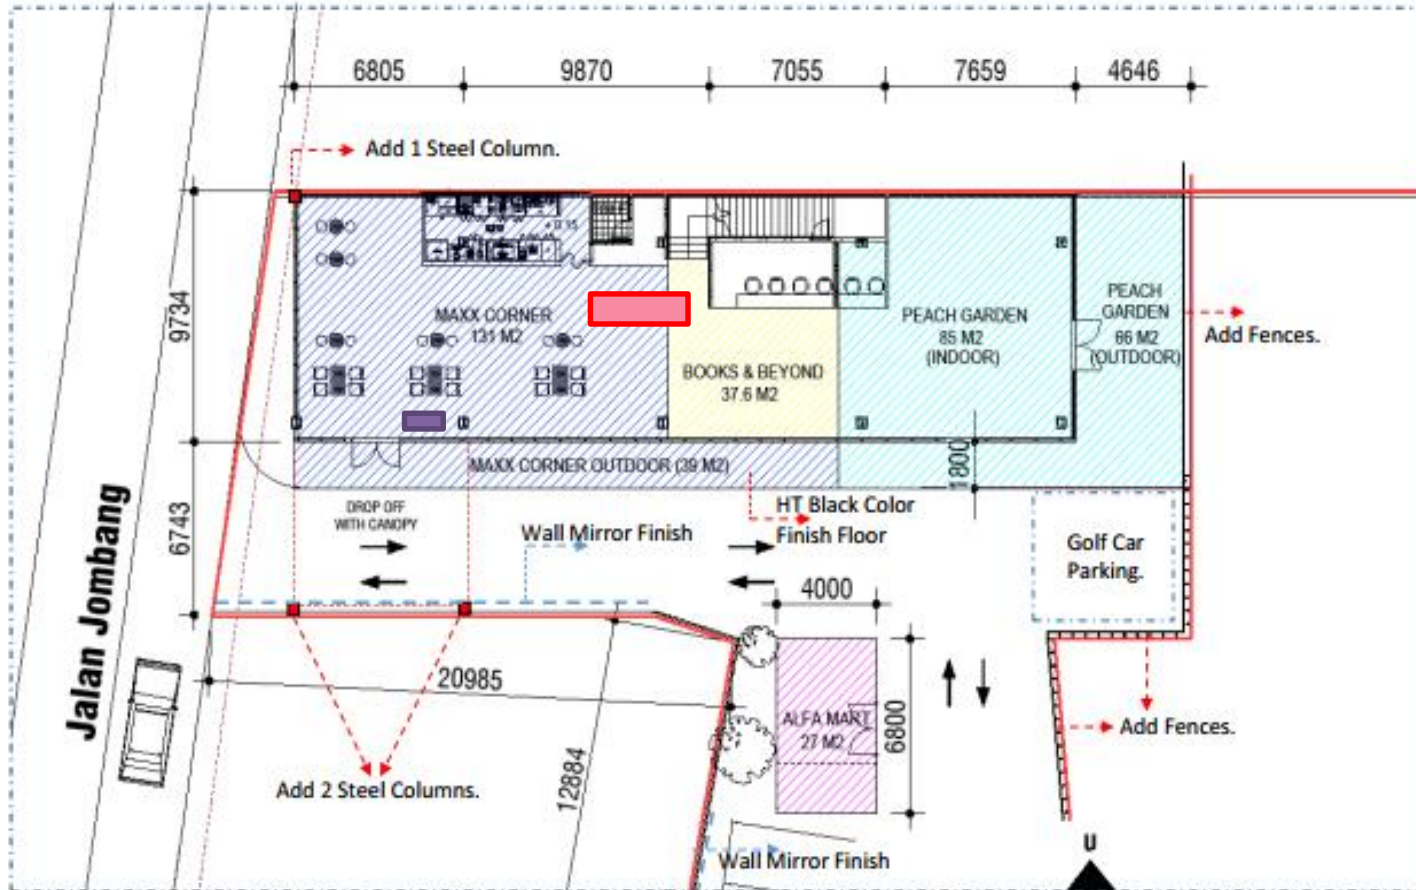 6805
9870
7055
7659
4646
Add 1 Steel Column.
9734
MAXX CORNER
131 M2
+ 0.15
BOOKS & BEYOND
37.6 M2
PEACH GARDEN
85 M2
(INDOOR)
PEACH
GARDEN
66 M2
(OUTDOOR)
Add Fences.
MAXX CORNER OUTDOOR (39 M2)
1800
6743
DROP OFF
WITH CANOPY
Wall Mirror Finish
HT Black Color
Finish Floor
Golf Car
Parking.
4000
Jalan Jombang
20985
12884
ALFA MART
27 M2
6800
Add Fences.
Add 2 Steel Columns.
Wall Mirror Finish
U